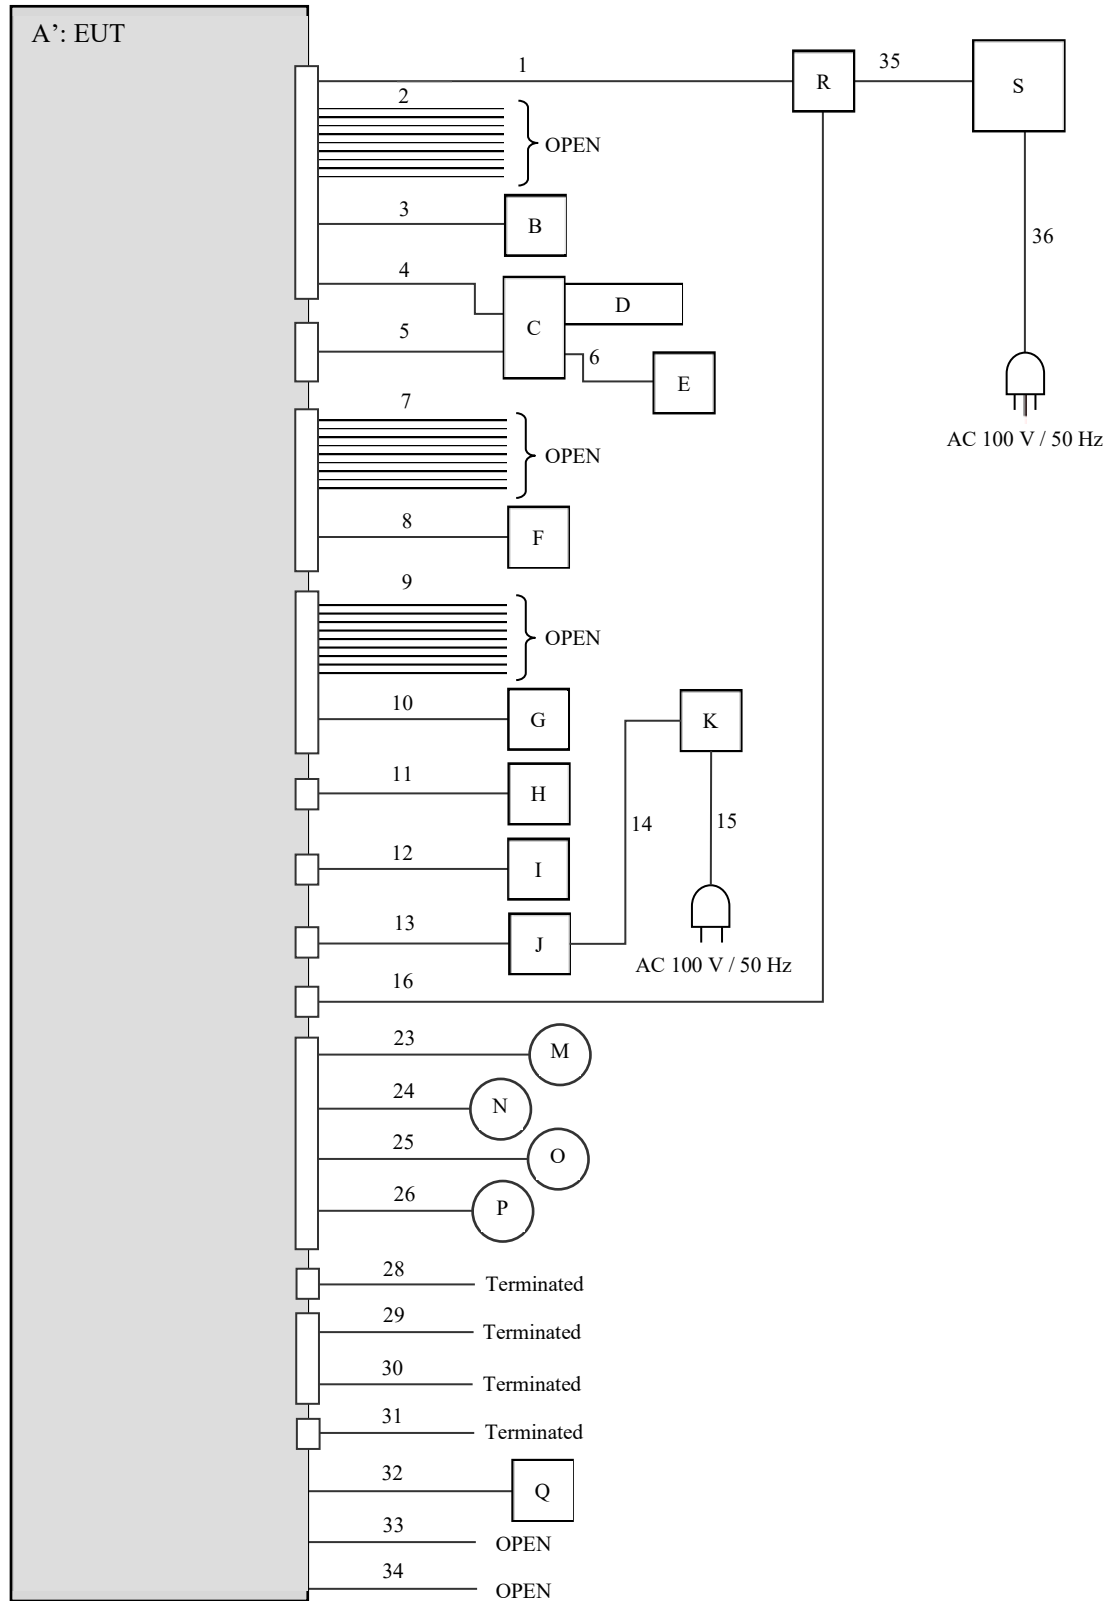 A’: EUT
1
R
35
S
2
OPEN
3
B
36
4
C
D
5
6
E
7
OPEN
AC 100 V / 50 Hz
8
F
9
OPEN
10
G
K
11
H
14
15
12
I
13
J
AC 100 V / 50 Hz
16
23
M
24
N
25
O
26
P
28
Terminated
29
Terminated
30
Terminated
31
Terminated
32
Q
33
OPEN
34
OPEN